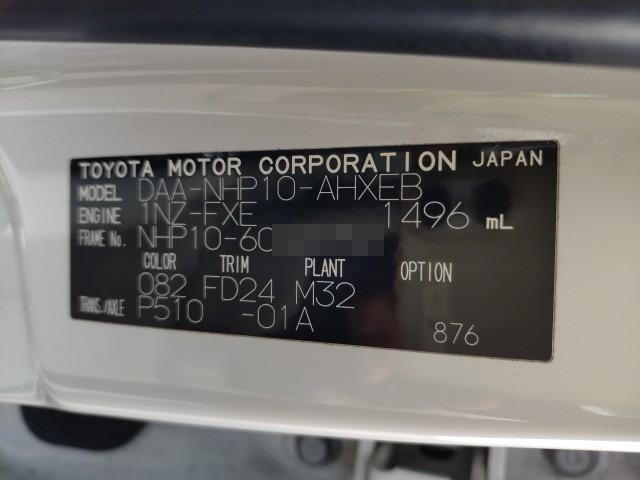 TOYOTA MOTOR CORPORATION JAPAN
MODEL DAA-NHP10-AHXEB
ENGINE 1NZ-FXE 1496 mL
FRAME No. NHP10-60
COLOR TRIM PLANT OPTION
082 FD24 M32
TRANS./AXLE P510 -01A 876